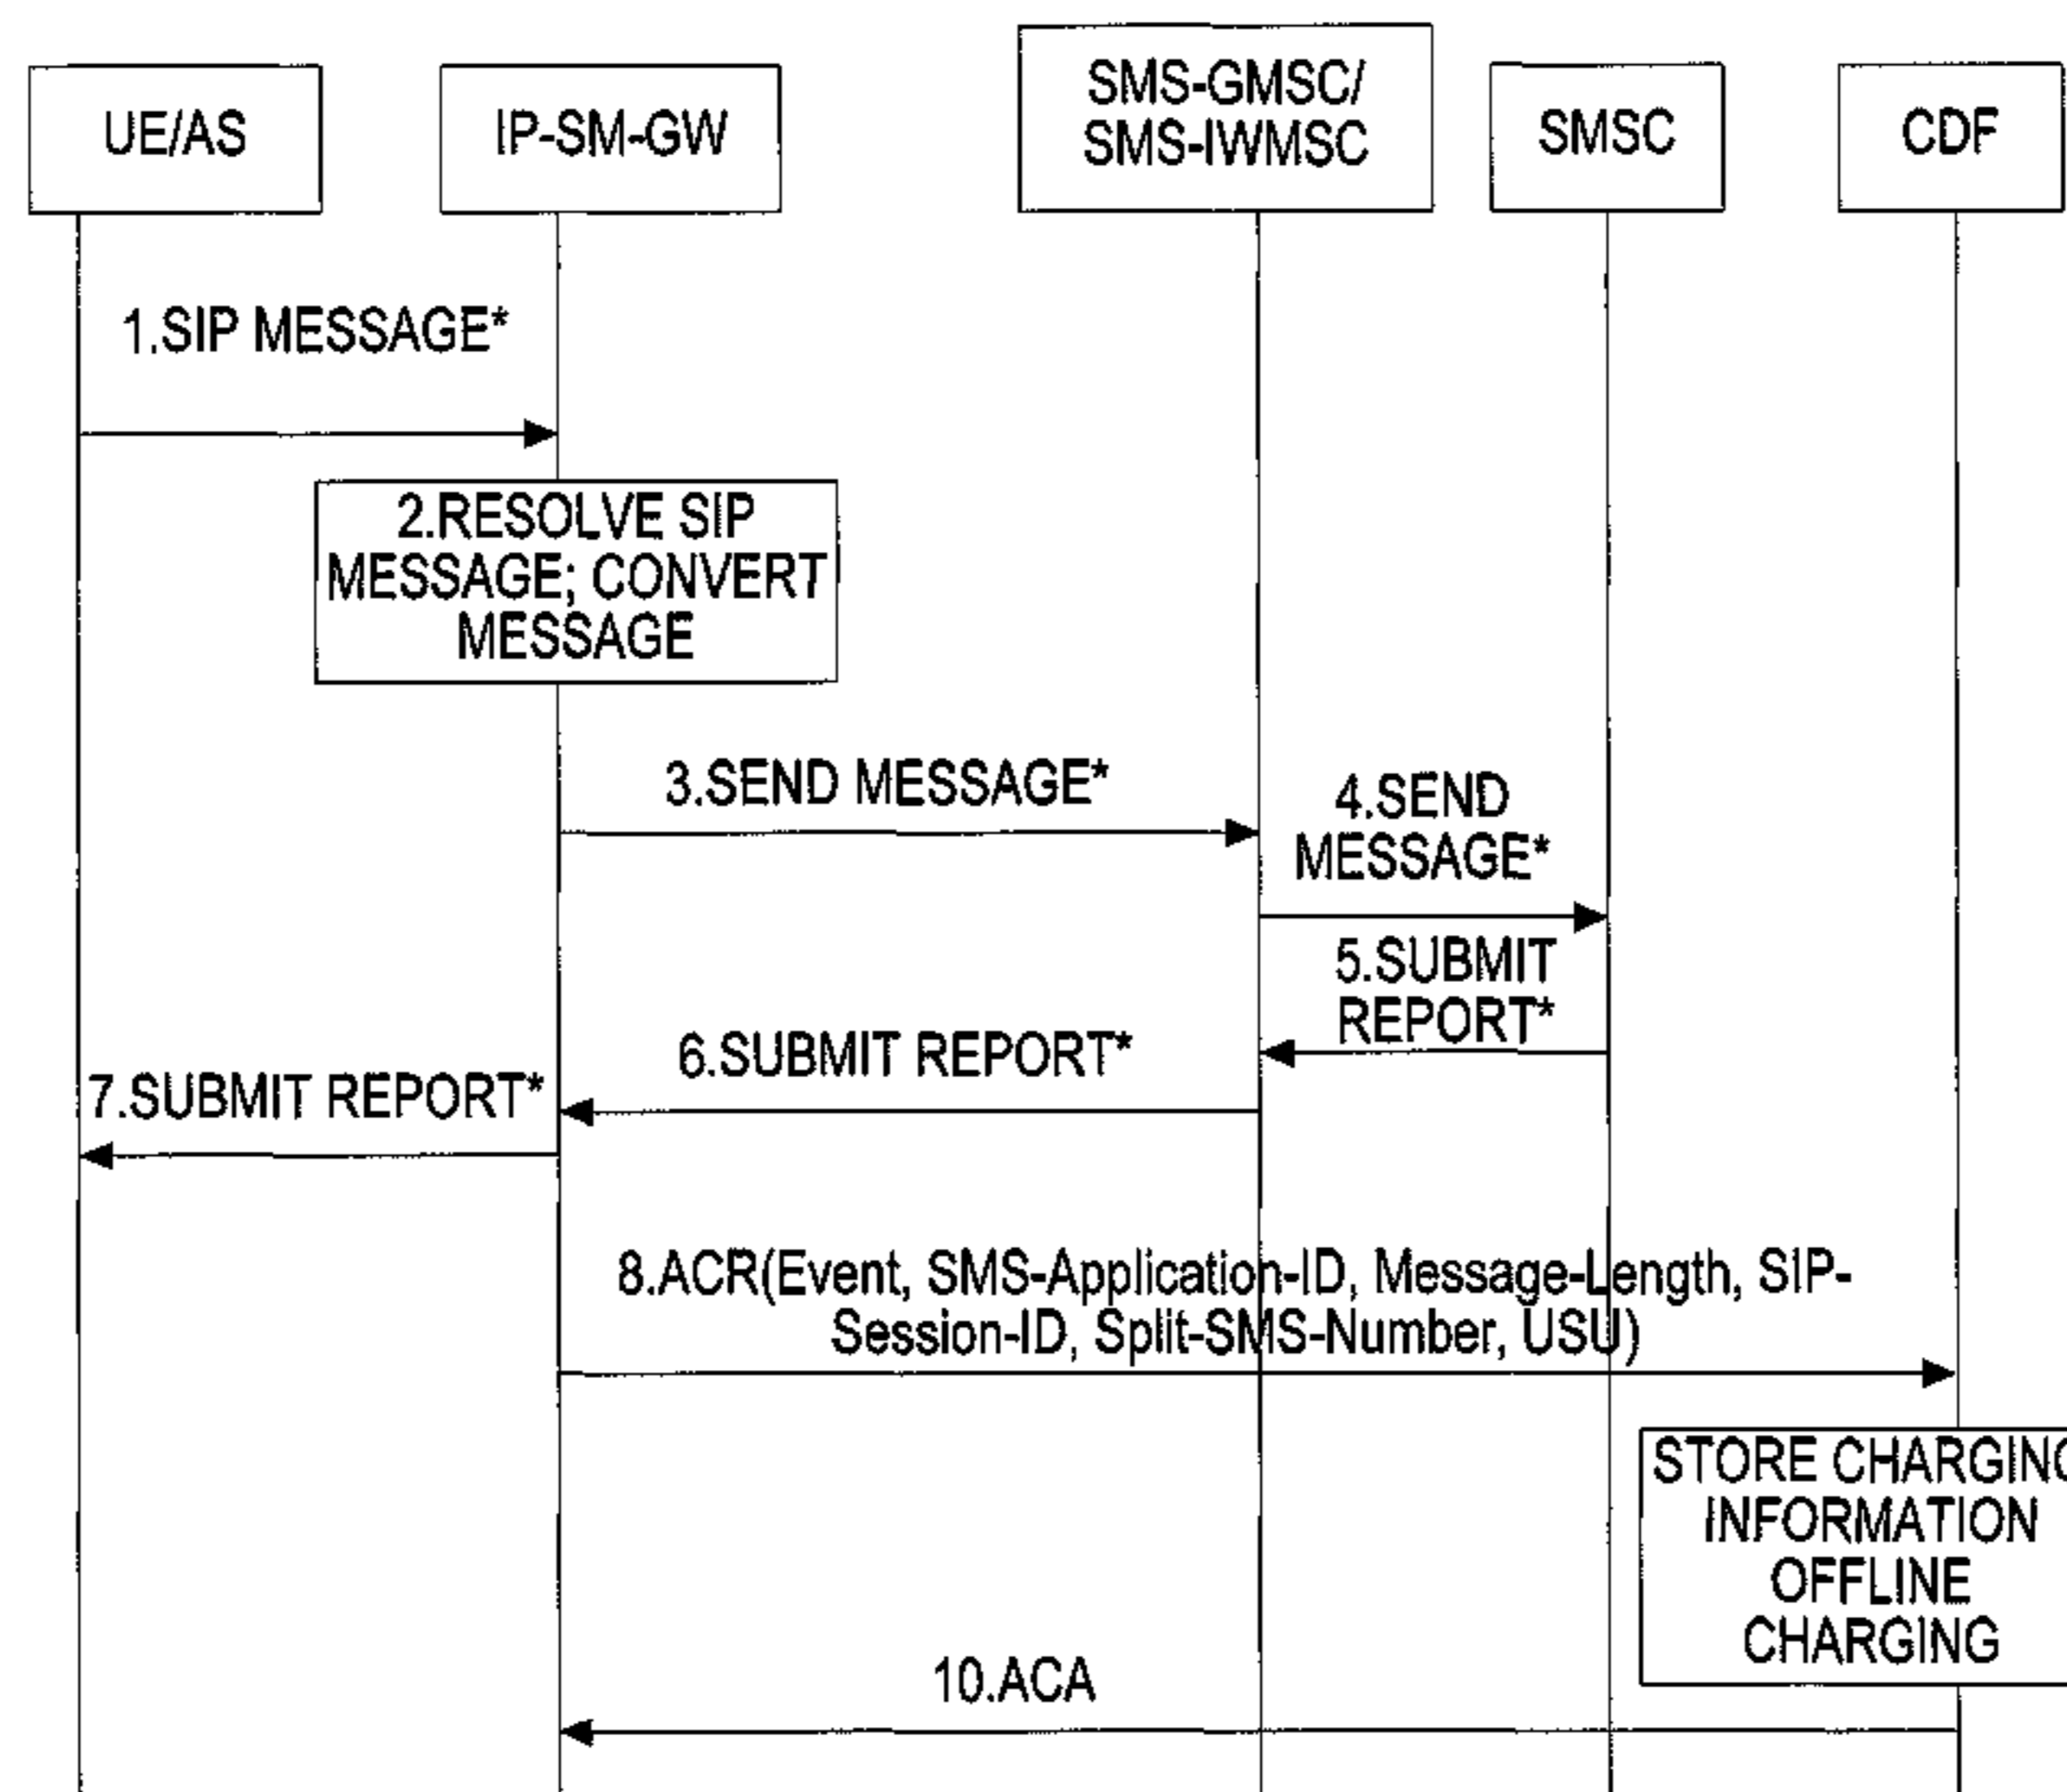 UE/AS
IP-SM-GW
SMS-GMSC/
SMS-IWMSC
SMSC
CDF
1.SIP MESSAGE*
2.RESOLVE SIP
MESSAGE; CONVERT
MESSAGE
3.SEND MESSAGE*
4.SEND
MESSAGE*
5.SUBMIT
REPORT*
6.SUBMIT REPORT*
7.SUBMIT REPORT*
8.ACR(Event, SMS-Application-ID, Message-Length, SIP-
Session-ID, Split-SMS-Number, USU)
STORE CHARGING
INFORMATION
OFFLINE
CHARGING
10.ACA